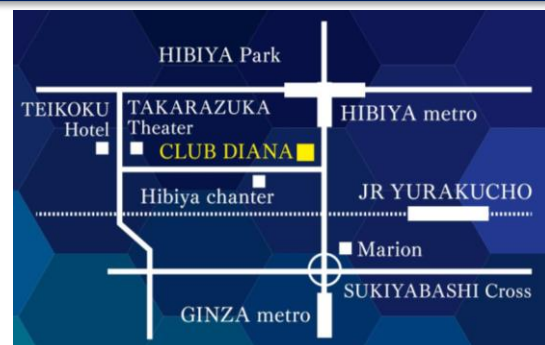 HIBIYA Park
TEIKOKU
Hotel
TAKARAZUKA
Theater
HIBIYA metro
CLUB DIANA
Hibiya chanter
JR YURAKUCHO
Marion
SUKIYABASHI Cross
GINZA metro